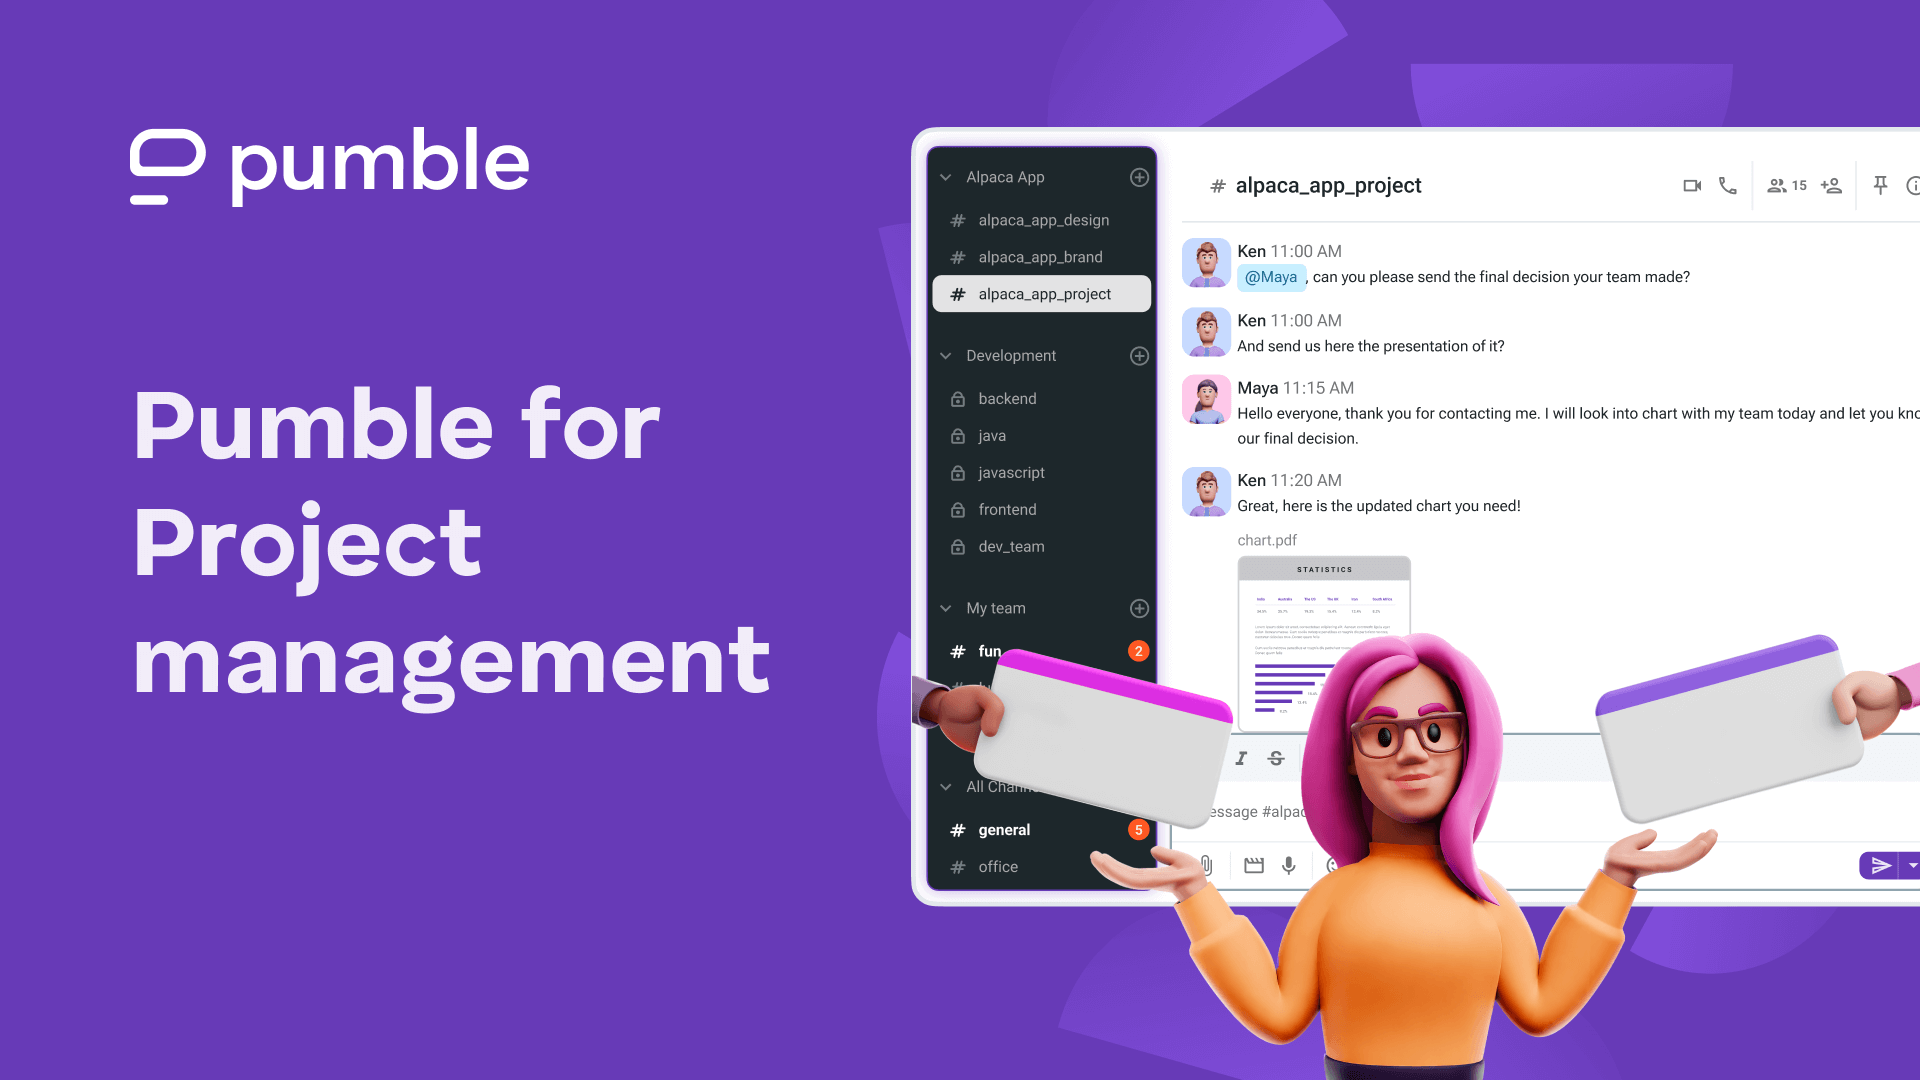 pumble
Pumble for
Project
management
Alpaca App
# alpaca_app_design
# alpaca_app_brand
# alpaca_app_project
Development
backend
java
javascript
frontend
dev_team
My team
# fun 2
All Chann
# general 5
# office
# alpaca_app_project
15
Ken 11:00 AM
@Maya , can you please send the final decision your team made?
Ken 11:00 AM
And send us here the presentation of it?
Maya 11:15 AM
Hello everyone, thank you for contacting me. I will look into chart with my team today and let you kno
our final decision.
Ken 11:20 AM
Great, here is the updated chart you need!
chart.pdf
STATISTICS
essage #alpac